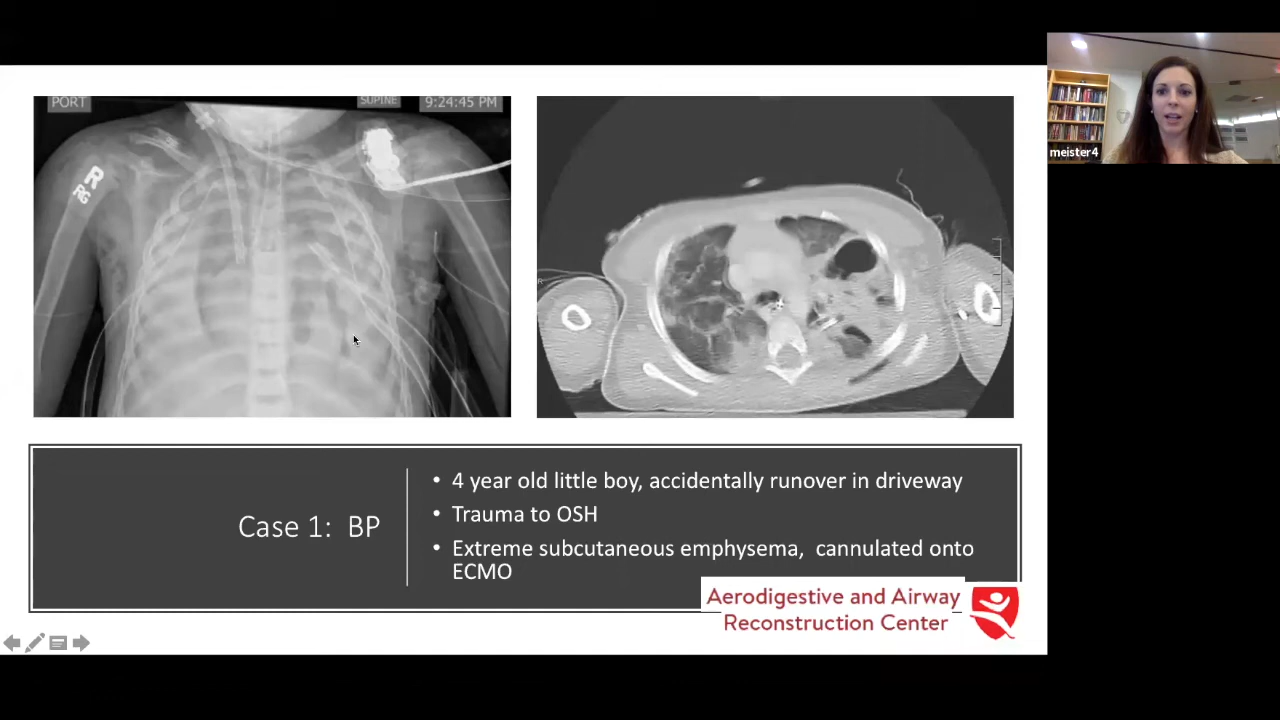 PORT
SUPINE
9:24:45 PM
R
RG
R
meister4
Case 1: BP
• 4 year old little boy, accidentally runover in driveway
• Trauma to OSH
• Extreme subcutaneous emphysema, cannulated onto
ECMO
Aerodigestive and Airway
Reconstruction Center